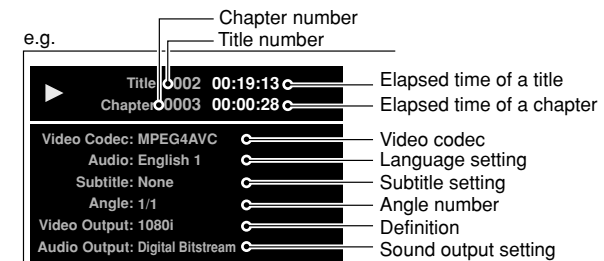 Chapter number
e.g.
Title number
Title 0002 00:19:13
Elapsed time of a title
Chapter 0003 00:00:28
Elapsed time of a chapter
Video Codec: MPEG4AVC
Video codec
Audio: English 1
Language setting
Subtitle: None
Subtitle setting
Angle: 1/1
Angle number
Video Output: 1080i
Definition
Audio Output: Digital Bitstream
Sound output setting